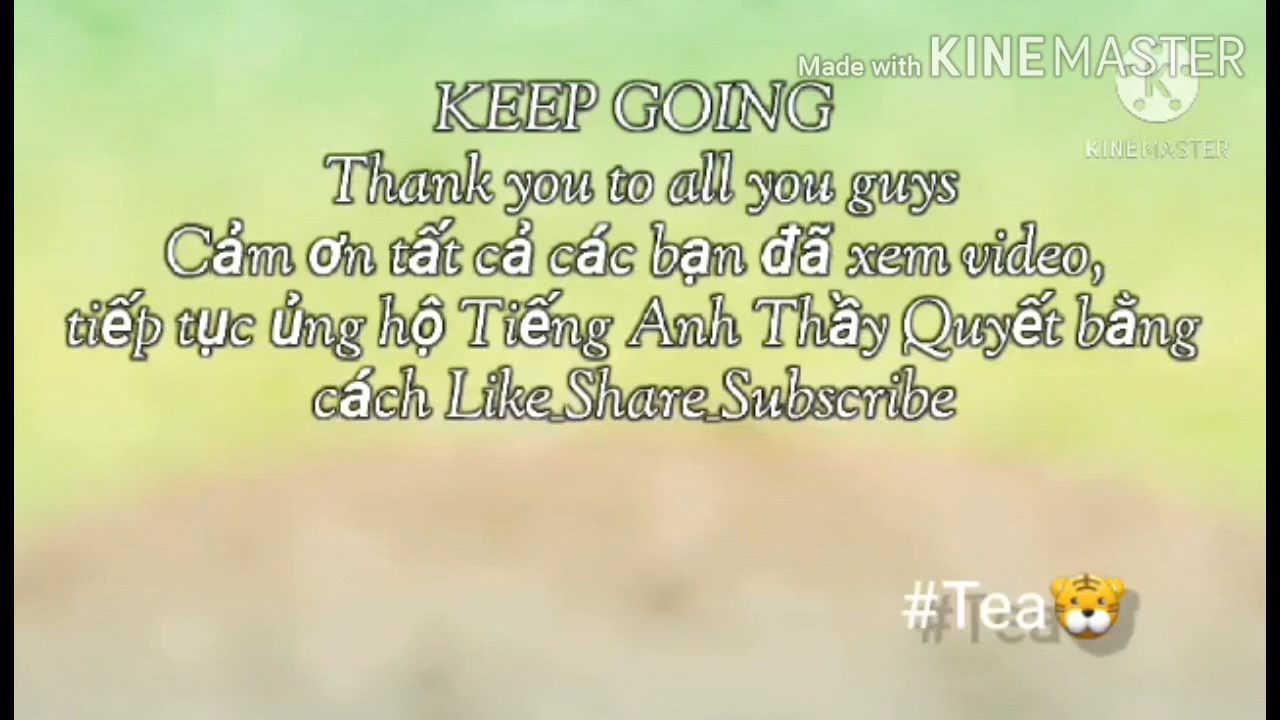 Made with KINEMASTER
KINEMASTER
KEEP GOING
Thank you to all you guys
Cảm ơn tất cả các bạn đã xem video,
tiếp tục ủng hộ Tiếng Anh Thầy Quyết bằng
cách Like_Share_Subscribe
#Tea🐯